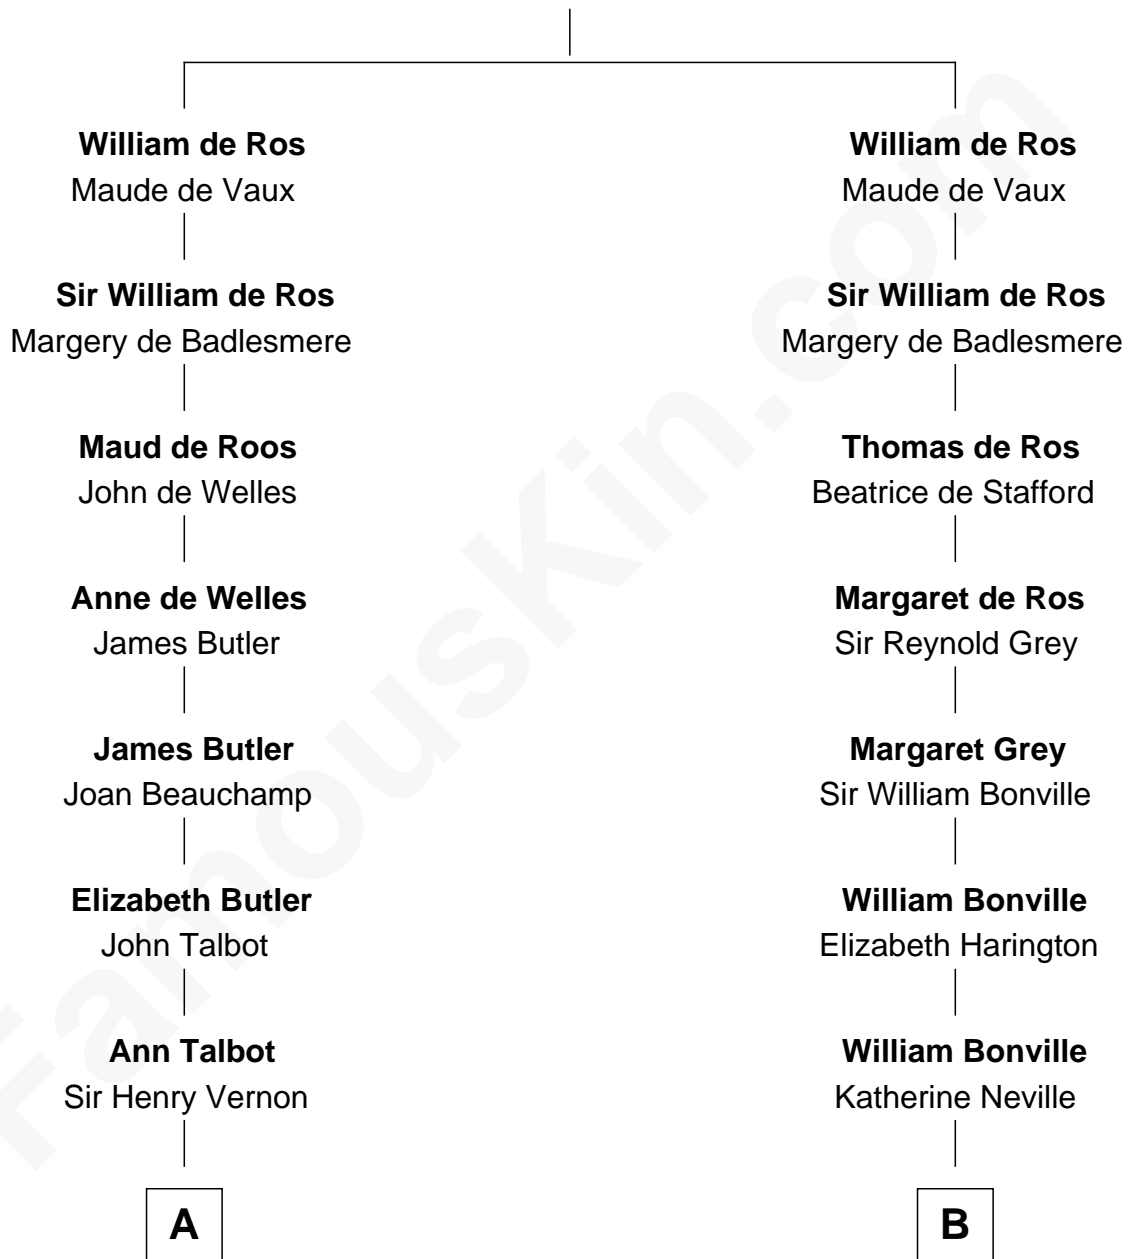 William de Ros
Maude de Vaux
Sir William de Ros
Margery de Badlesmere
Maud de Roos
John de Welles
Anne de Welles
James Butler
James Butler
Joan Beauchamp
Elizabeth Butler
John Talbot
Ann Talbot
Sir Henry Vernon
A
William de Ros
Maude de Vaux
Sir William de Ros
Margery de Badlesmere
Thomas de Ros
Beatrice de Stafford
Margaret de Ros
Sir Reynold Grey
Margaret Grey
Sir William Bonville
William Bonville
Elizabeth Harington
William Bonville
Katherine Neville
B
FamousKin.com